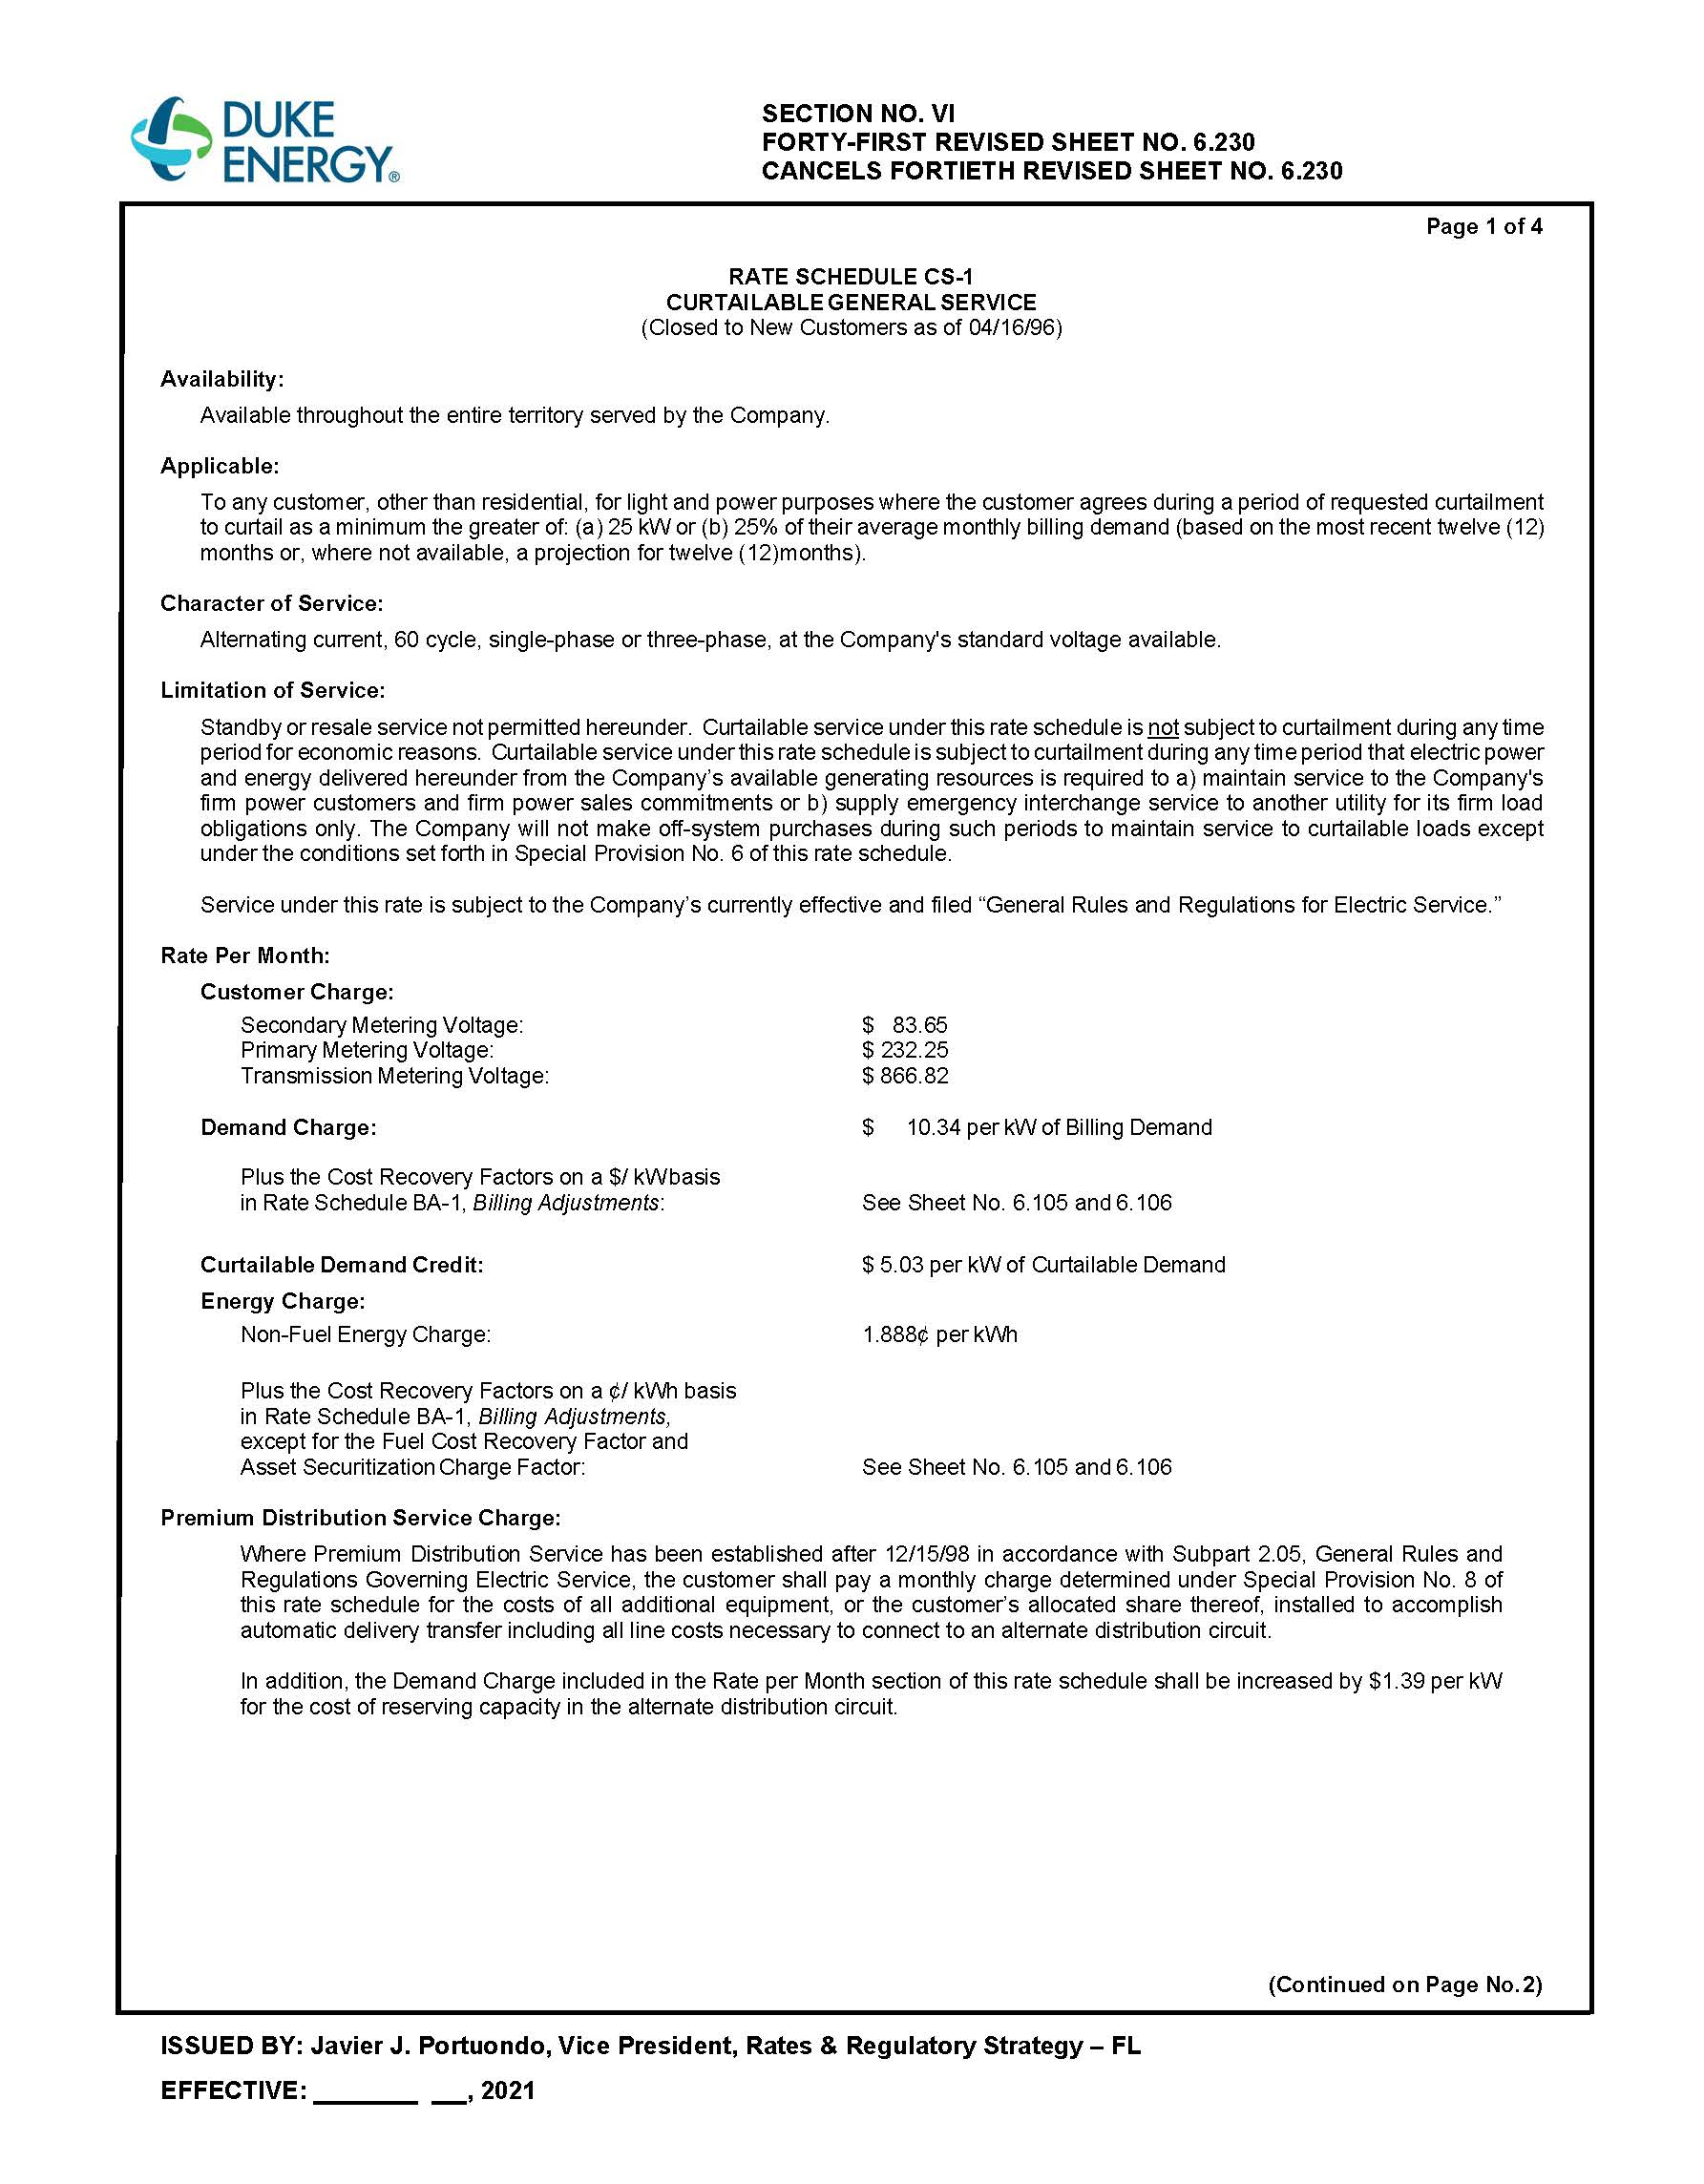 DUKE
ENERGY®
SECTION NO. VI
FORTY-FIRST REVISED SHEET NO. 6.230
CANCELS FORTIETH REVISED SHEET NO. 6.230
Page 1 of 4
RATE SCHEDULE CS-1
CURTAILABLE GENERAL SERVICE
(Closed to New Customers as of 04/16/96)
Availability:
Available throughout the entire territory served by the Company.
Applicable:
To any customer, other than residential, for light and power purposes where the customer agrees during a period of requested curtailment
to curtail as a minimum the greater of: (a) 25 kW or (b) 25% of their average monthly billing demand (based on the most recent twelve (12)
months or, where not available, a projection for twelve (12)months).
Character of Service:
Alternating current, 60 cycle, single-phase or three-phase, at the Company's standard voltage available.
Limitation of Service:
Standby or resale service not permitted hereunder. Curtailable service under this rate schedule is not subject to curtailment during any time
period for economic reasons. Curtailable service under this rate schedule is subject to curtailment during any time period that electric power
and energy delivered hereunder from the Company’s available generating resources is required to a) maintain service to the Company's
firm power customers and firm power sales commitments or b) supply emergency interchange service to another utility for its firm load
obligations only. The Company will not make off-system purchases during such periods to maintain service to curtailable loads except
under the conditions set forth in Special Provision No. 6 of this rate schedule.
Service under this rate is subject to the Company’s currently effective and filed “General Rules and Regulations for Electric Service.”
Rate Per Month:
Customer Charge:
Secondary Metering Voltage: $ 83.65
Primary Metering Voltage: $ 232.25
Transmission Metering Voltage: $ 866.82
Demand Charge: $ 10.34 per kW of Billing Demand
Plus the Cost Recovery Factors on a $/ kW basis
in Rate Schedule BA-1, Billing Adjustments: See Sheet No. 6.105 and 6.106
Curtailable Demand Credit: $ 5.03 per kW of Curtailable Demand
Energy Charge:
Non-Fuel Energy Charge: 1.888¢ per kWh
Plus the Cost Recovery Factors on a ¢/ kWh basis
in Rate Schedule BA-1, Billing Adjustments,
except for the Fuel Cost Recovery Factor and
Asset Securitization Charge Factor: See Sheet No. 6.105 and 6.106
Premium Distribution Service Charge:
Where Premium Distribution Service has been established after 12/15/98 in accordance with Subpart 2.05, General Rules and
Regulations Governing Electric Service, the customer shall pay a monthly charge determined under Special Provision No. 8 of
this rate schedule for the costs of all additional equipment, or the customer’s allocated share thereof, installed to accomplish
automatic delivery transfer including all line costs necessary to connect to an alternate distribution circuit.
In addition, the Demand Charge included in the Rate per Month section of this rate schedule shall be increased by $1.39 per kW
for the cost of reserving capacity in the alternate distribution circuit.
(Continued on Page No. 2)
ISSUED BY: Javier J. Portuondo, Vice President, Rates & Regulatory Strategy – FL
EFFECTIVE: ________ ___, 2021